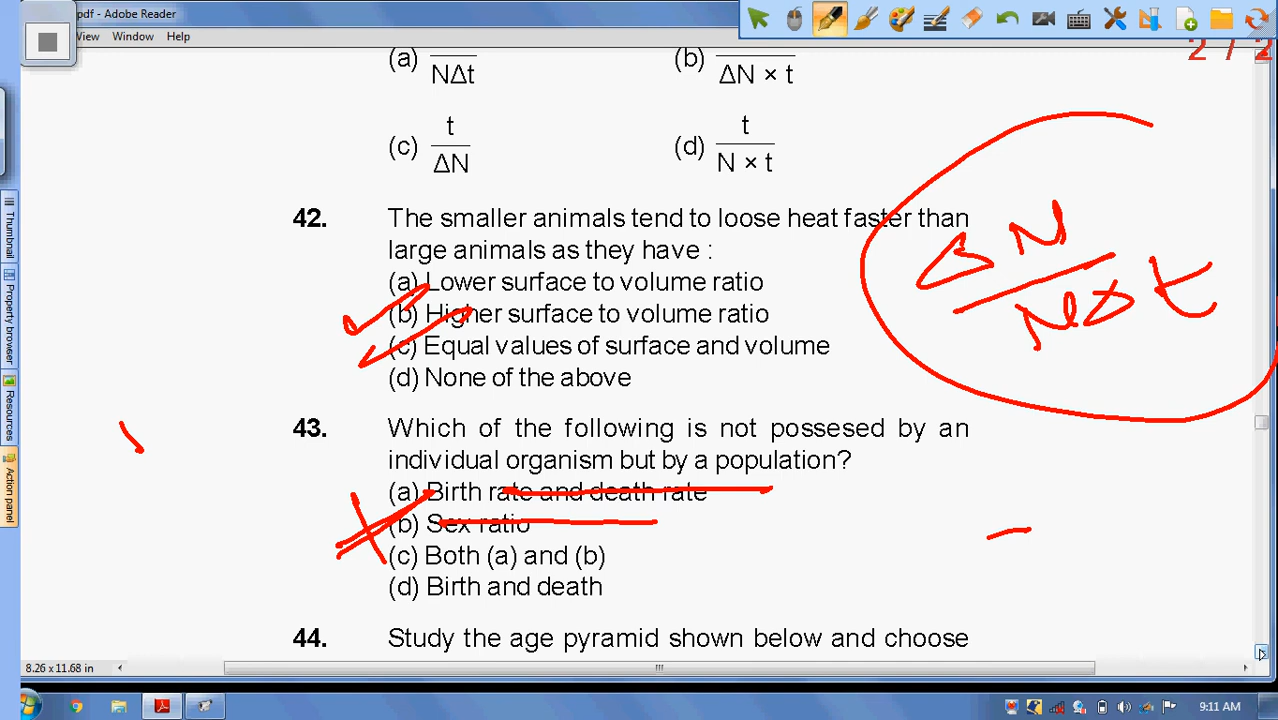 .pdf - Adobe Reader
View Window Help
2 7 2
(a) NΔt (b) ΔN × t
(c) t / ΔN (d) t / N × t
42. The smaller animals tend to loose heat faster than
large animals as they have :
(a) Lower surface to volume ratio
(b) Higher surface to volume ratio
(c) Equal values of surface and volume
(d) None of the above
ΔN / NΔt
43. Which of the following is not possesed by an
individual organism but by a population?
(a) Birth rate and death rate
(b) Sex ratio
(c) Both (a) and (b)
(d) Birth and death
44. Study the age pyramid shown below and choose
Thumbnail
Property browser
Resources
Action panel
8.26 x 11.68 in
9:11 AM